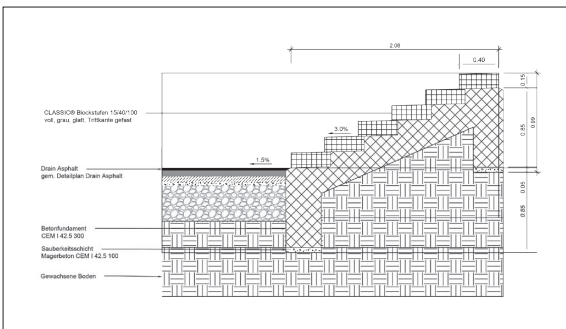 2.08
0.40
0.15
0.99
0.85
CLASSIC® Blockstufen 15/40/100
voll, grau, glatt, Trittkante gefast
3.0%
1.5%
Drain Asphalt
gem. Detailplan Drain Asphalt
0.05
0.85
Betonfundament
CEM I 42.5 300
Sauberkeitsschicht
Magerbeton CEM I 42.5 100
Gewachsene Boden